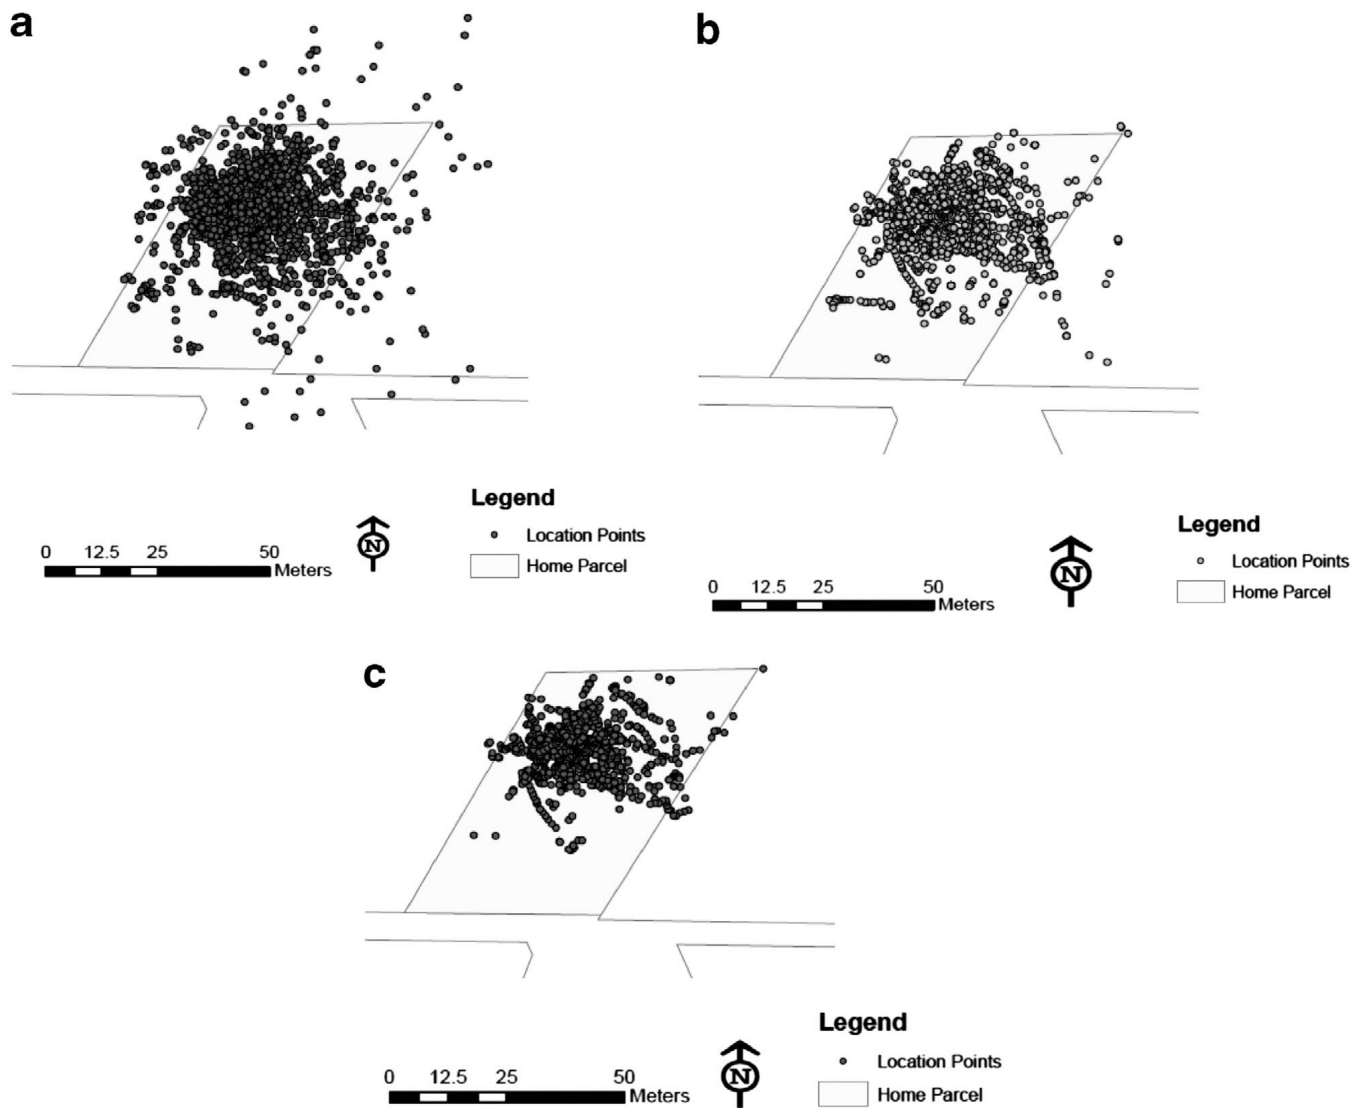 a
b
Legend
Location Points
Home Parcel
0 12.5 25 50
Meters
N
Legend
Location Points
Home Parcel
0 12.5 25 50
Meters
N
c
Legend
Location Points
Home Parcel
0 12.5 25 50
Meters
N